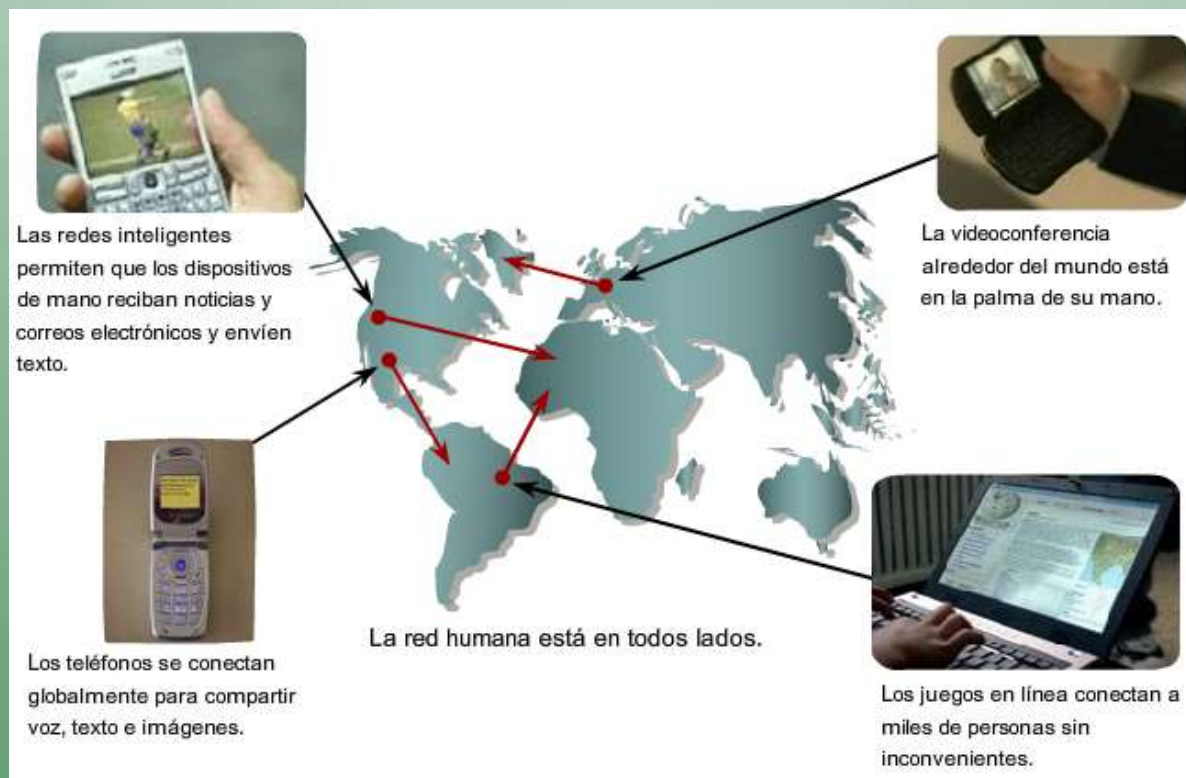 Las redes inteligentes
permiten que los dispositivos
de mano reciban noticias y
correos electrónicos y envíen
texto.
La videoconferencia
alrededor del mundo está
en la palma de su mano.
Los teléfonos se conectan
globalmente para compartir
voz, texto e imágenes.
La red humana está en todos lados.
Los juegos en línea conectan a
miles de personas sin
inconvenientes.